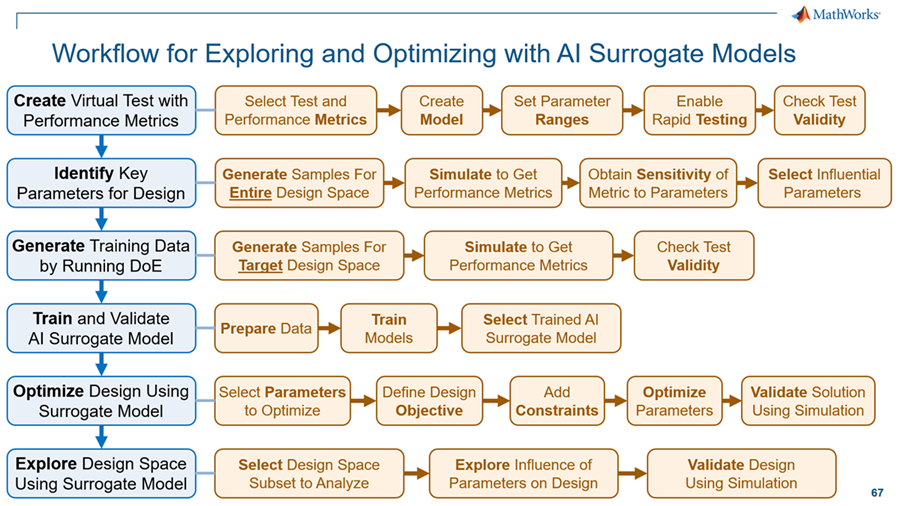 MathWorks®
Workflow for Exploring and Optimizing with AI Surrogate Models
Create Virtual Test with
Performance Metrics
Select Test and
Performance Metrics
Create
Model
Set Parameter
Ranges
Enable
Rapid Testing
Check Test
Validity
Identify Key
Parameters for Design
Generate Samples For
Entire Design Space
Simulate to Get
Performance Metrics
Obtain Sensitivity of
Metric to Parameters
Select Influential
Parameters
Generate Training Data
by Running DoE
Generate Samples For
Target Design Space
Simulate to Get
Performance Metrics
Check Test
Validity
Train and Validate
AI Surrogate Model
Prepare Data
Train
Models
Select Trained AI
Surrogate Model
Optimize Design Using
Surrogate Model
Select Parameters
to Optimize
Define Design
Objective
Add
Constraints
Optimize
Parameters
Validate Solution
Using Simulation
Explore Design Space
Using Surrogate Model
Select Design Space
Subset to Analyze
Explore Influence of
Parameters on Design
Validate Design
Using Simulation
67